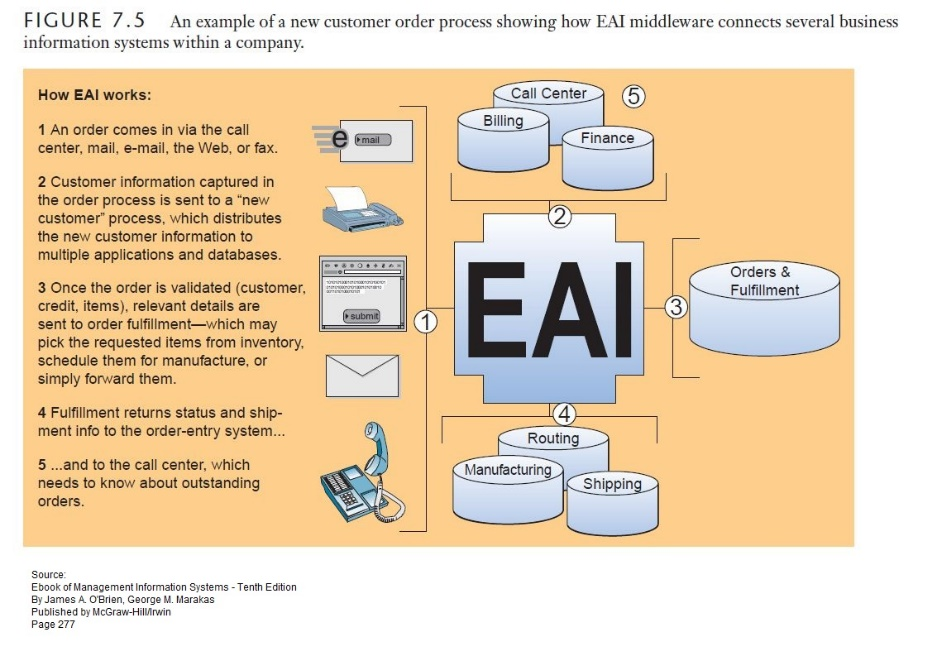 FIGURE 7.5 An example of a new customer order process showing how EAI middleware connects several business
information systems within a company.
How EAI works:
1 An order comes in via the call
center, mail, e-mail, the Web, or fax.
2 Customer information captured in
the order process is sent to a “new
customer” process, which distributes
the new customer information to
multiple applications and databases.
3 Once the order is validated (customer,
credit, items), relevant details are
sent to order fulfillment—which may
pick the requested items from inventory,
schedule them for manufacture, or
simply forward them.
4 Fulfillment returns status and ship-
ment info to the order-entry system...
5 ...and to the call center, which
needs to know about outstanding
orders.
e mail
submit
1
Call Center
5
Billing
Finance
2
EAI
3
Orders &
Fulfillment
4
Routing
Manufacturing
Shipping
Source:
Ebook of Management Information Systems - Tenth Edition
By James A. O'Brien, George M. Marakas
Published by McGraw-Hill/Irwin
Page 277